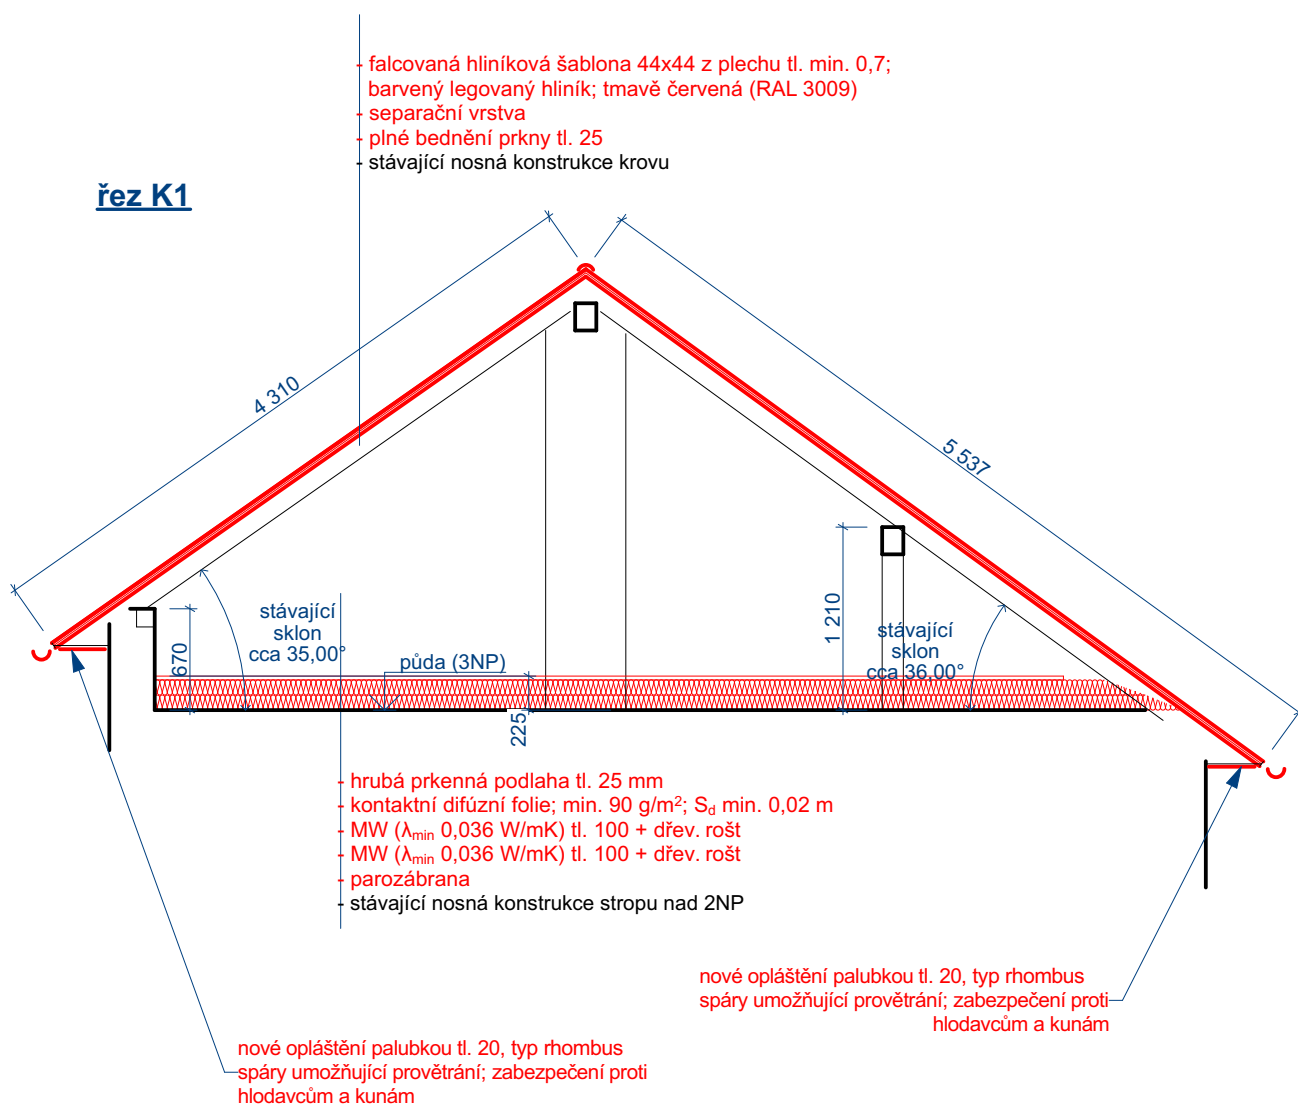 - falcovaná hliníková šablona 44x44 z plechu tl. min. 0,7;
barvený legovaný hliník; tmavě červená (RAL 3009)
- separační vrstva
- plné bednění prkny tl. 25
- stávající nosná konstrukce krovu
řez K1
4 310
5 537
stávající
sklon
cca 35,00°
670
půda (3NP)
225
1 210
stávající
sklon
cca 36,00°
- hrubá prkenná podlaha tl. 25 mm
- kontaktní difúzní folie; min. 90 g/m²; Sd min. 0,02 m
- MW (λmin 0,036 W/mK) tl. 100 + dřev. rošt
- MW (λmin 0,036 W/mK) tl. 100 + dřev. rošt
- parozábrana
- stávající nosná konstrukce stropu nad 2NP
nové opláštění palubkou tl. 20, typ rhombus
spáry umožňující provětrání; zabezpečení proti
hlodavcům a kunám
nové opláštění palubkou tl. 20, typ rhombus
spáry umožňující provětrání; zabezpečení proti
hlodavcům a kunám